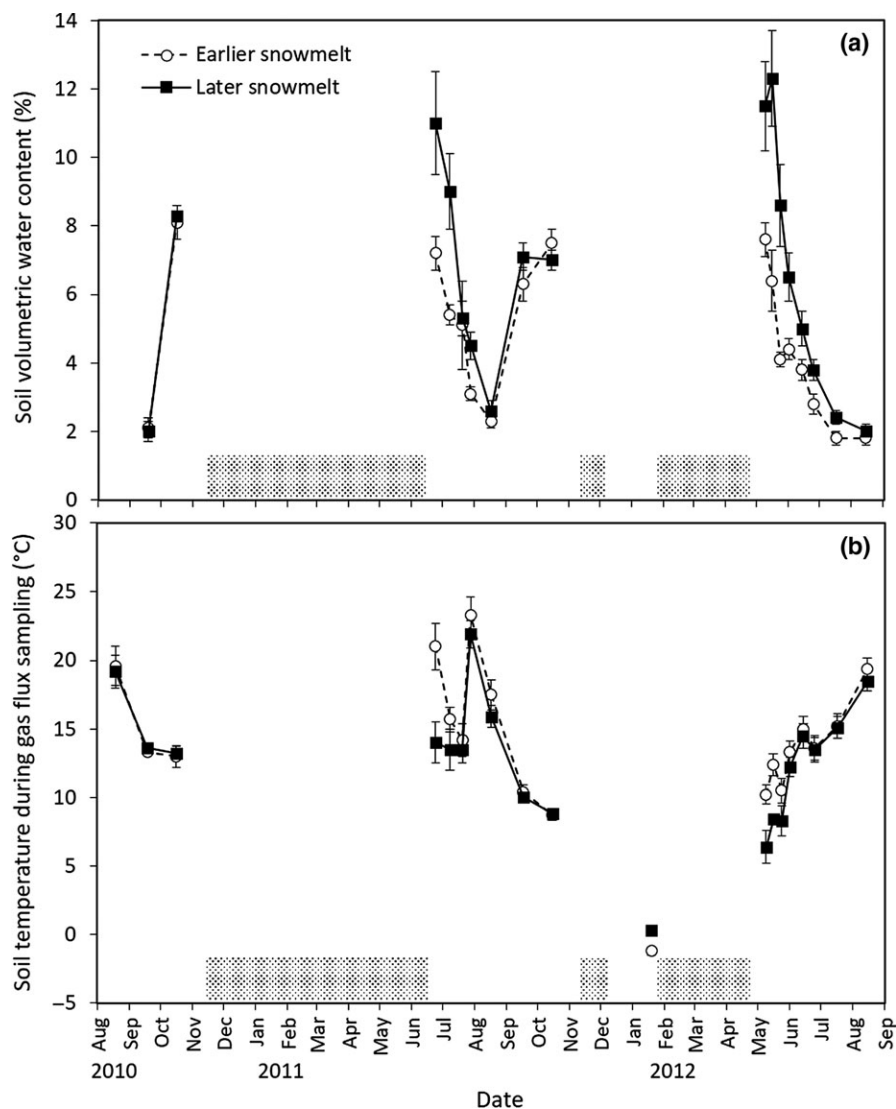 (a)
Earlier snowmelt
Later snowmelt
Soil volumetric water content (%)
14
12
10
8
6
4
2
0
(b)
Soil temperature during gas flux sampling (°C)
30
25
20
15
10
5
0
−5
Aug Sep Oct Nov Dec Jan Feb Mar Apr May Jun Jul Aug Sep Oct Nov Dec Jan Feb Mar Apr May Jun Jul Aug Sep
2010 2011 2012
Date